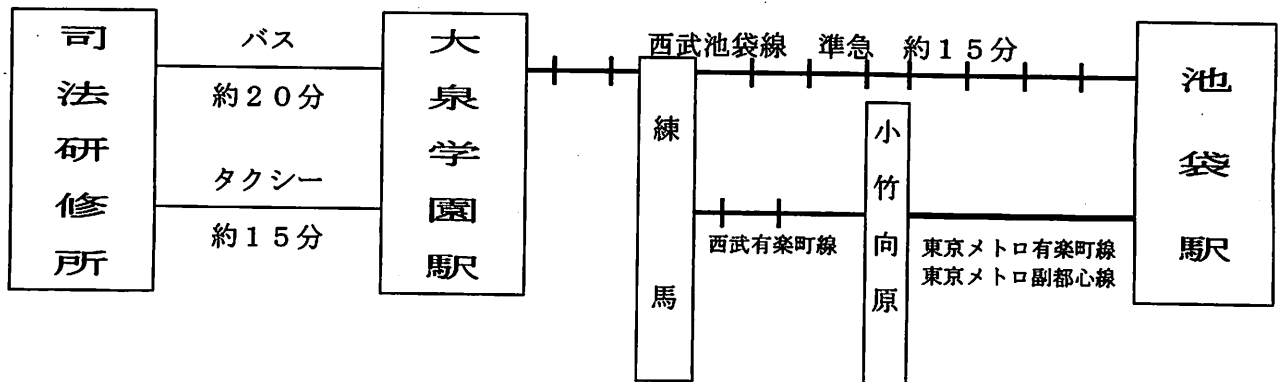 司法研修所
バス
約20分
タクシー
約15分
大泉学園駅
西武池袋線 準急 約15分
練馬
西武有楽町線
小竹向原
東京メトロ有楽町線
東京メトロ副都心線
池袋駅